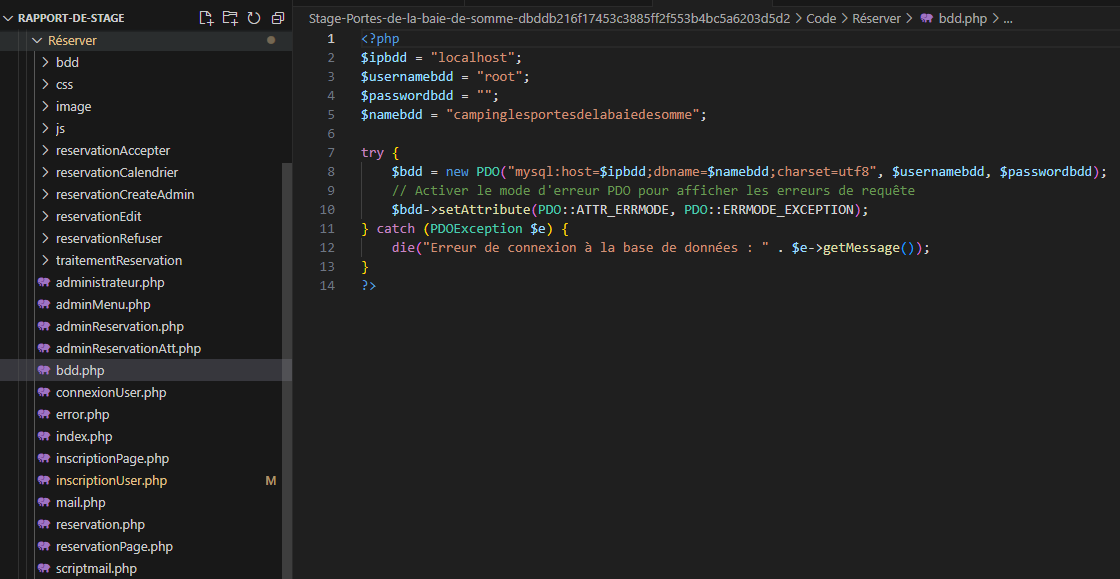 RAPPORT-DE-STAGE
Réserver
bdd
css
image
js
reservationAccepter
reservationCalendrier
reservationCreateAdmin
reservationEdit
reservationRefuser
traitementReservation
administrateur.php
adminMenu.php
adminReservation.php
adminReservationAtt.php
bdd.php
connexionUser.php
error.php
index.php
inscriptionPage.php
inscriptionUser.php M
mail.php
reservation.php
reservationPage.php
scriptmail.php
Stage-Portes-de-la-baie-de-somme-dbddb216f17453c3885ff2f553b4bc5a6203d5d2 > Code > Réserver > bdd.php > ...
1 <?php
2 $ipbdd = "localhost";
3 $usernamebdd = "root";
4 $passwordbdd = "";
5 $namebdd = "campinglesportesdelabaiedesomme";
6
7 try {
8 $bdd = new PDO("mysql:host=$ipbdd;dbname=$namebdd;charset=utf8", $usernamebdd, $passwordbdd);
9 // Activer le mode d'erreur PDO pour afficher les erreurs de requête
10 $bdd->setAttribute(PDO::ATTR_ERRMODE, PDO::ERRMODE_EXCEPTION);
11 } catch (PDOException $e) {
12 die("Erreur de connexion à la base de données : " . $e->getMessage());
13 }
14 ?>